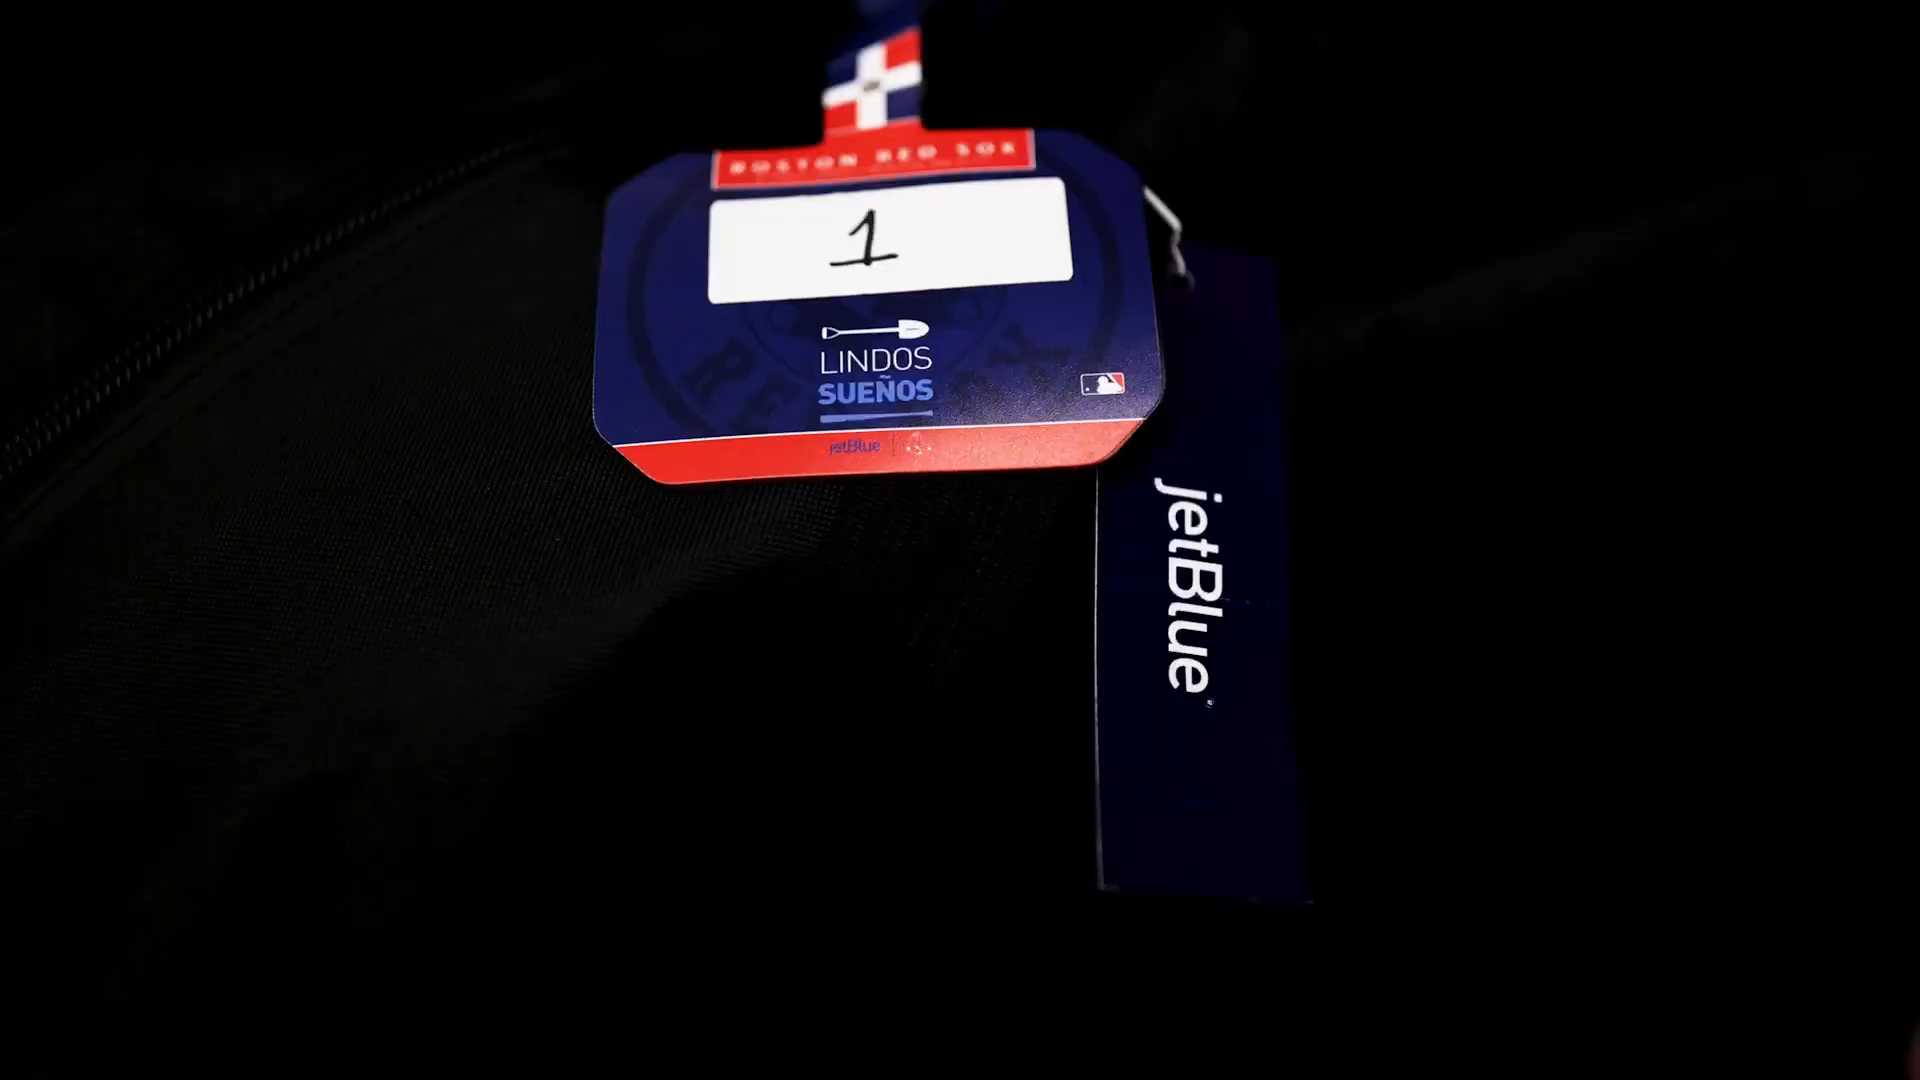 BOSTON RED SOX
1
LINDOS
SUEÑOS
jetBlue
jetBlue